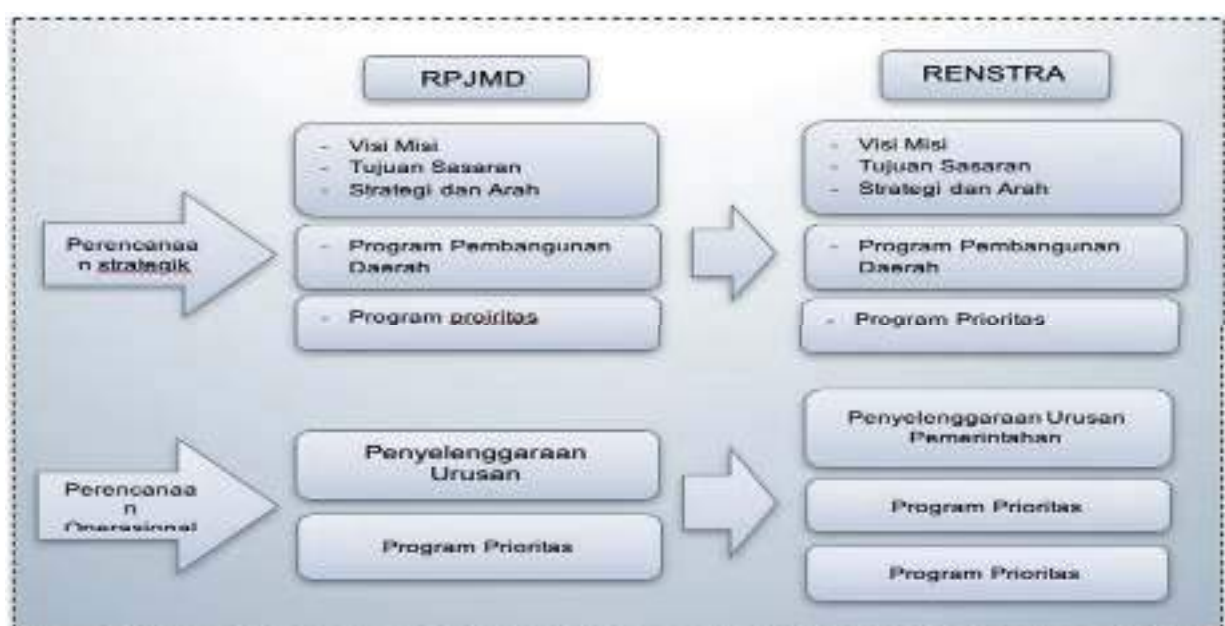 RPJMD
RENSTRA
Perencanaa
n strategik
- Visi Misi
- Tujuan Sasaran
- Strategi dan Arah
- Program Pembangunan
Daerah
- Program proiritas
- Visi Misi
- Tujuan Sasaran
- Strategi dan Arah
- Program Pembangunan
Daerah
- Program Prioritas
Perencanaa
n
Operasional
Penyelenggaraan
Urusan
Program Prioritas
Penyelenggaraan Urusan
Pemerintahan
Program Prioritas
Program Prioritas